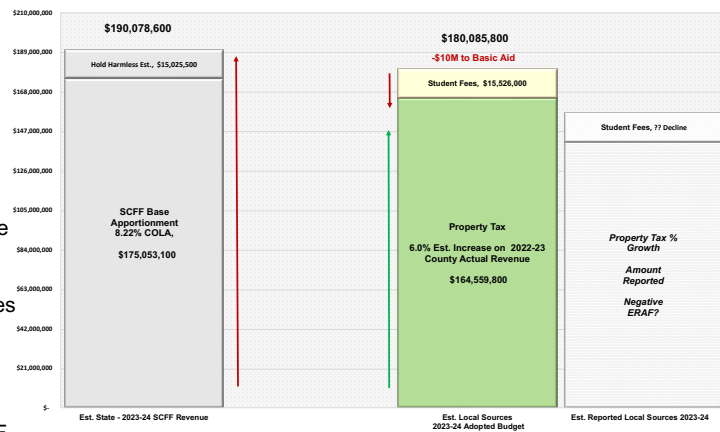 $210,000,000
$189,000,000
$168,000,000
$147,000,000
$126,000,000
$105,000,000
$84,000,000
$63,000,000
$42,000,000
$21,000,000
$-
e
es
F
$190,078,600
Hold Harmless Est., $15,025,500
SCFF Base
Apportionment
8.22% COLA,
$175,053,100
Est. State - 2023-24 SCFF Revenue
$180,085,800
-$10M to Basic Aid
Student Fees, $15,526,000
Property Tax
6.0% Est. Increase on 2022-23
County Actual Revenue
$164,559,800
Est. Local Sources
2023-24 Adopted Budget
Student Fees, ?? Decline
Property Tax %
Growth
Amount
Reported
Negative
ERAF?
Est. Reported Local Sources 2023-24